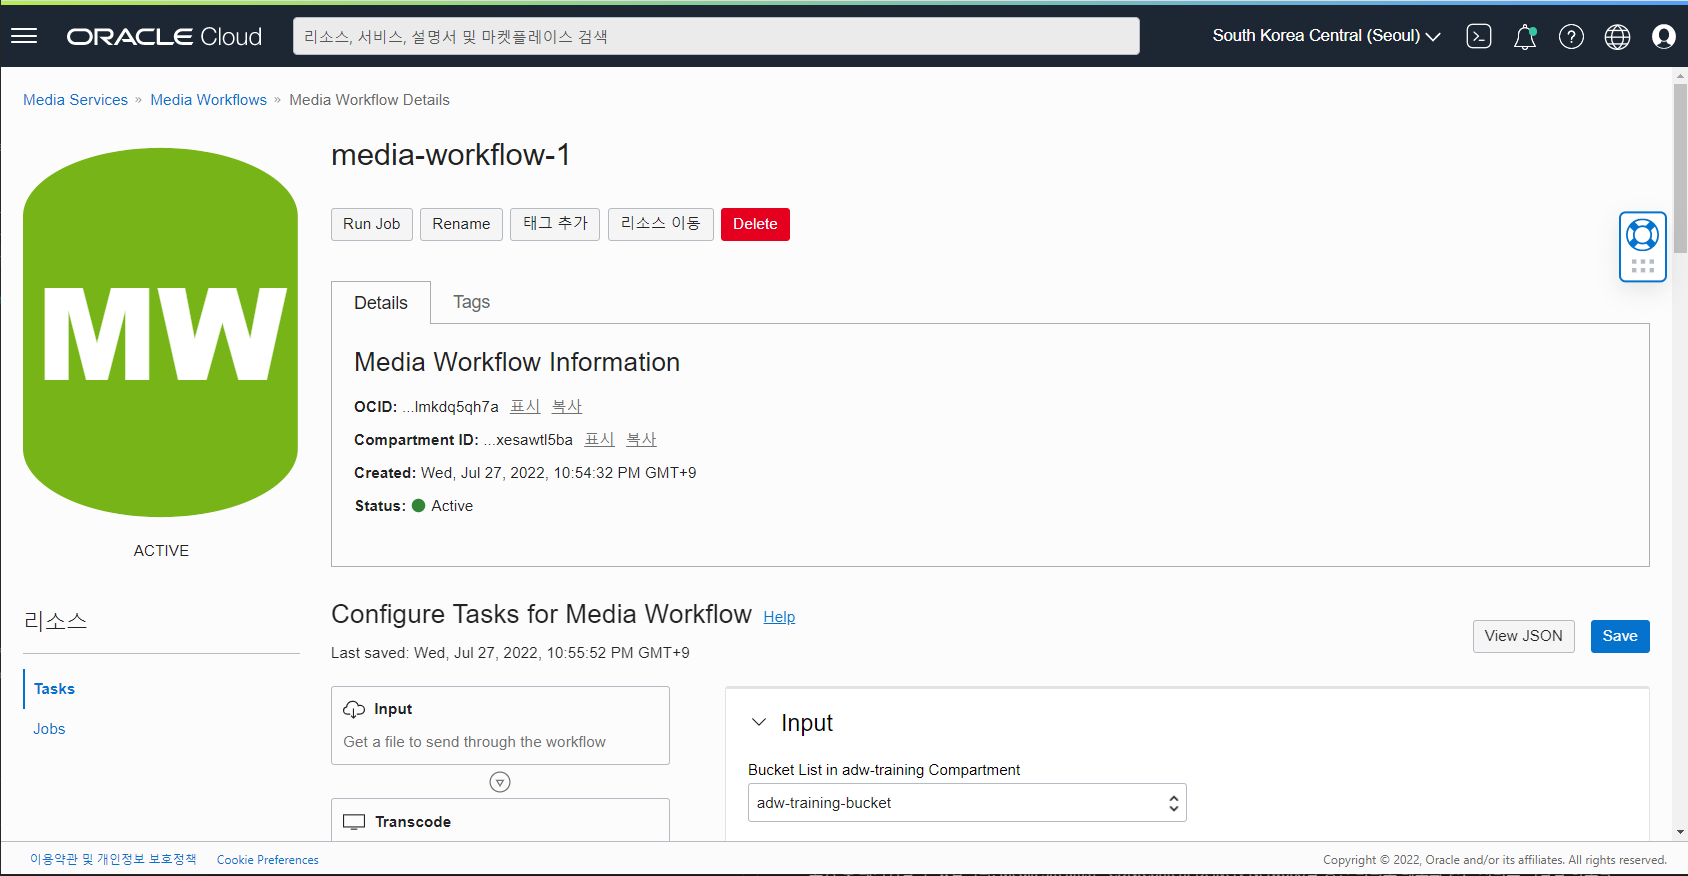 ORACLE Cloud
리소스, 서비스, 설명서 및 마켓플레이스 검색
South Korea Central (Seoul)
Media Services » Media Workflows » Media Workflow Details
MW
ACTIVE
media-workflow-1
Run Job Rename 태그 추가 리소스 이동 Delete
Details Tags
Media Workflow Information
OCID: ...lmkdq5qh7a 표시 복사
Compartment ID: ...xesawtl5ba 표시 복사
Created: Wed, Jul 27, 2022, 10:54:32 PM GMT+9
Status: Active
리소스
Tasks
Jobs
Configure Tasks for Media Workflow Help
Last saved: Wed, Jul 27, 2022, 10:55:52 PM GMT+9
View JSON Save
Input
Get a file to send through the workflow
Transcode
Input
Bucket List in adw-training Compartment
adw-training-bucket
이용약관 및 개인정보 보호정책 Cookie Preferences
Copyright © 2022, Oracle and/or its affiliates. All rights reserved.